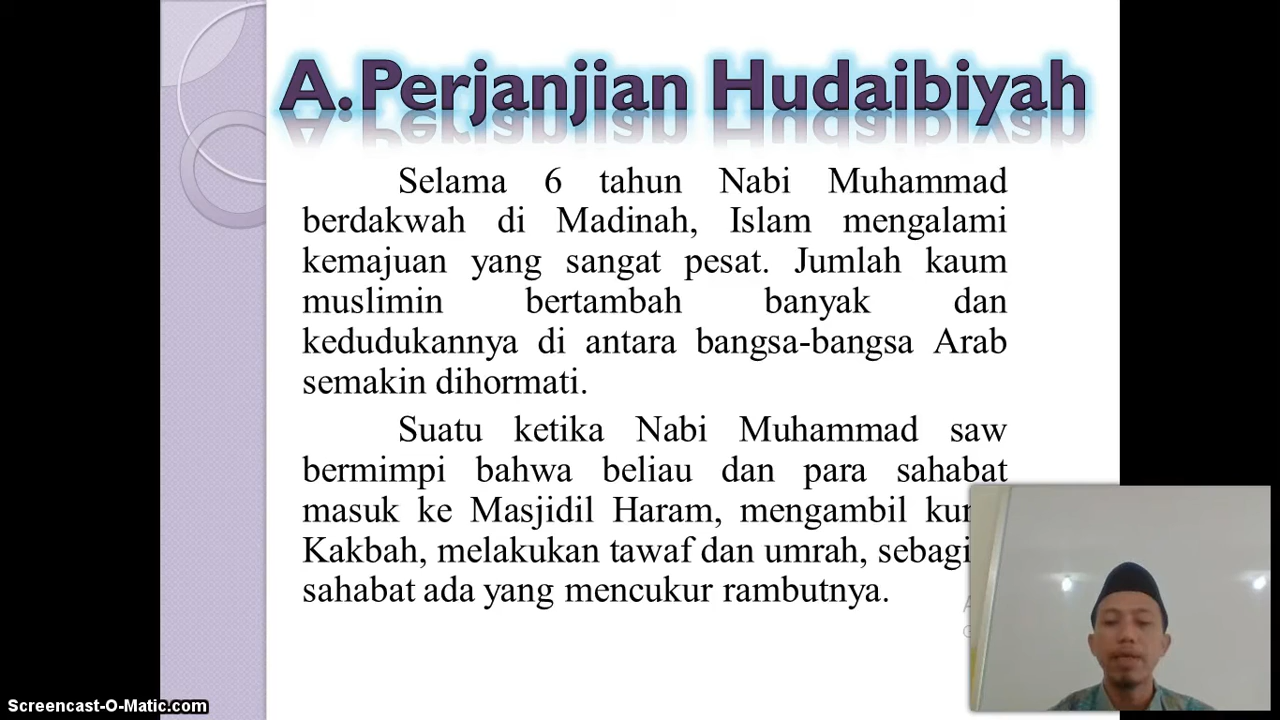 A.Perjanjian Hudaibiyah
Selama 6 tahun Nabi Muhammad
berdakwah di Madinah, Islam mengalami
kemajuan yang sangat pesat. Jumlah kaum
muslimin bertambah banyak dan
kedudukannya di antara bangsa-bangsa Arab
semakin dihormati.
Suatu ketika Nabi Muhammad saw
bermimpi bahwa beliau dan para sahabat
masuk ke Masjidil Haram, mengambil
Kakbah, melakukan tawaf dan umrah,
sahabat ada yang mencukur rambutnya.
Screencast-O-Matic.com